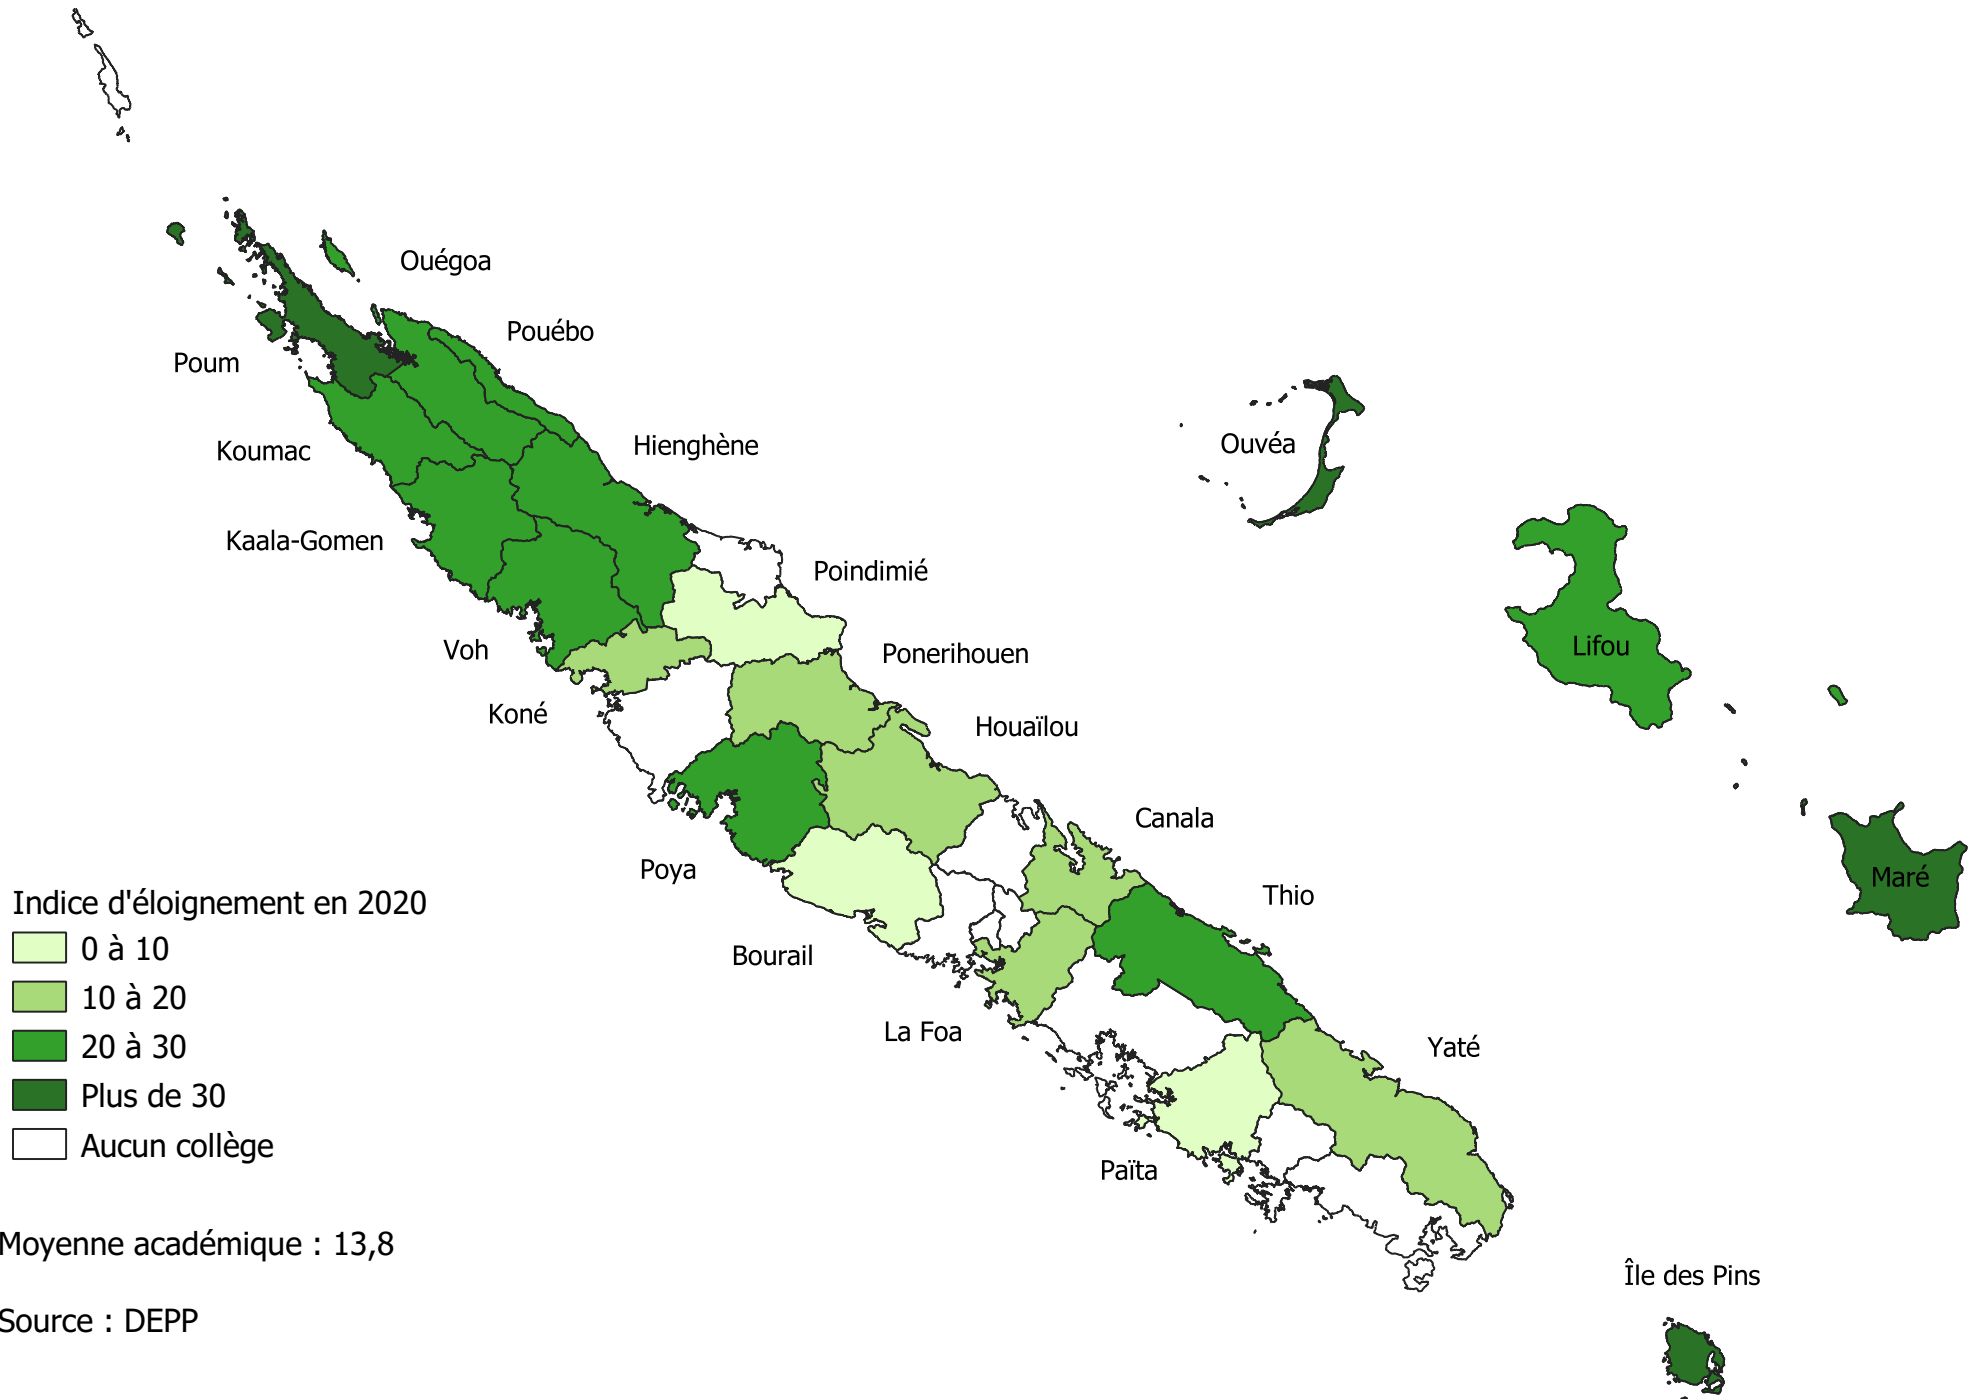 Ouégoa
Pouébo
Poum
Hienghène
Ouvéa
Koumac
Kaala-Gomen
Poindimié
Lifou
Voh
Ponerihouen
Koné
Houaïlou
Canala
Poya
Maré
Thio
Bourail
La Foa
Yaté
Païta
Île des Pins
Indice d'éloignement en 2020
0 à 10
10 à 20
20 à 30
Plus de 30
Aucun collège
Moyenne académique : 13,8
Source : DEPP